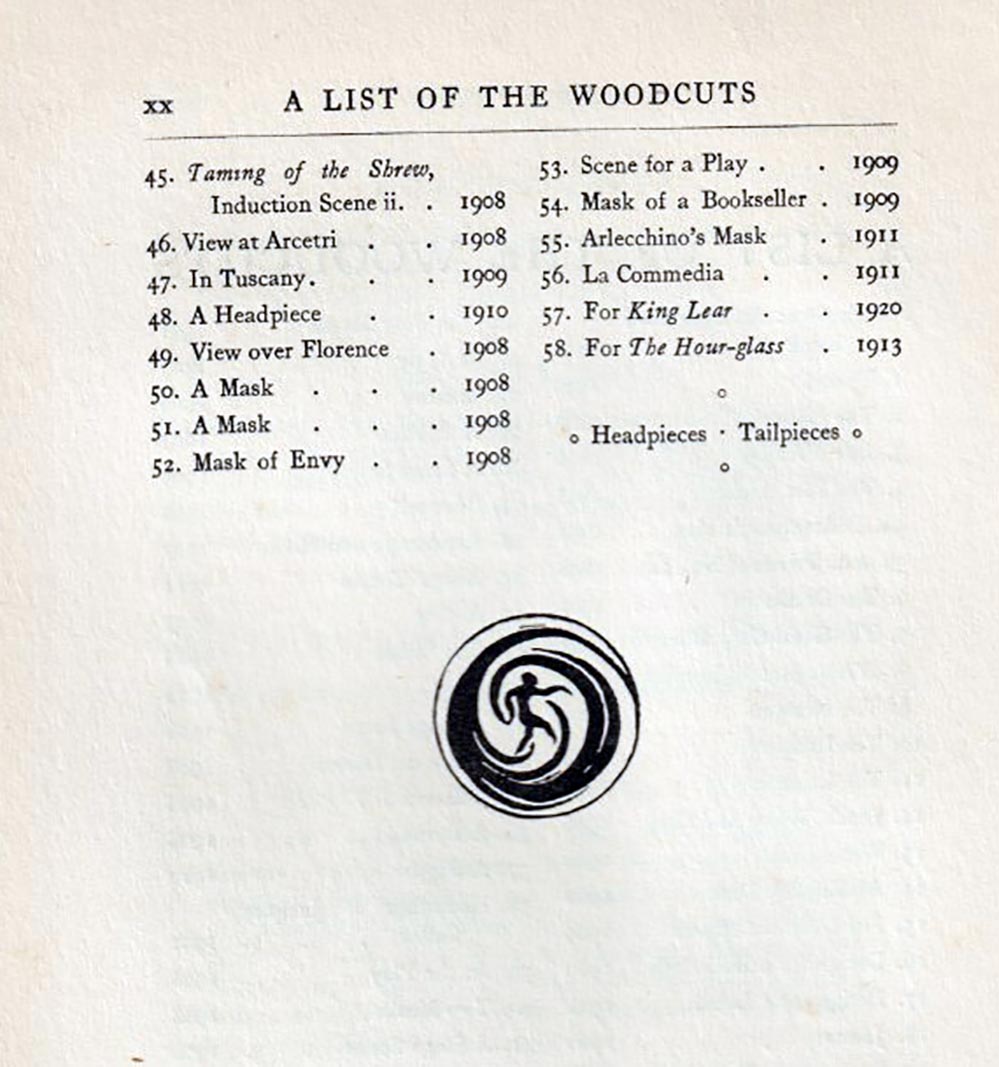 xx A LIST OF THE WOODCUTS
45. Taming of the Shrew,
Induction Scene ii. . 1908
46. View at Arcetri . . 1908
47. In Tuscany. . . 1909
48. A Headpiece . . 1910
49. View over Florence . 1908
50. A Mask . . . 1908
51. A Mask . . . 1908
52. Mask of Envy . . 1908
53. Scene for a Play . . 1909
54. Mask of a Bookseller . 1909
55. Arlecchino's Mask . 1911
56. La Commedia . . 1911
57. For King Lear . . 1920
58. For The Hour-glass . 1913
Headpieces · Tailpieces